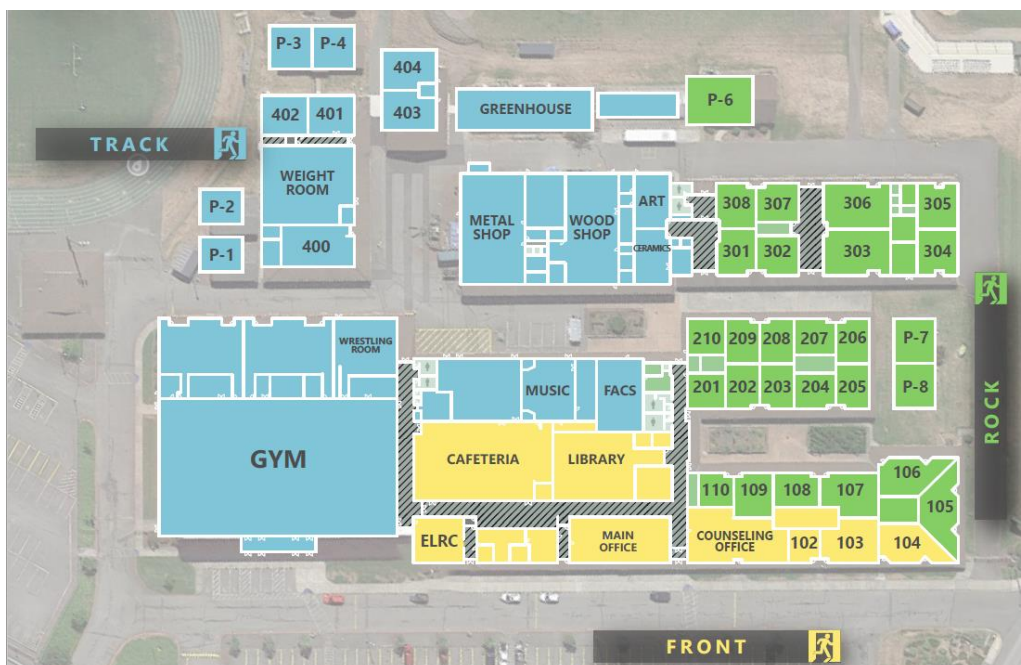 P-3
P-4
404
403
402
401
GREENHOUSE
P-6
TRACK
WEIGHT
ROOM
400
P-2
P-1
METAL
SHOP
WOOD
SHOP
ART
CERAMICS
308
307
306
305
301
302
303
304
WRESTLING
ROOM
GYM
MUSIC
FACS
CAFETERIA
LIBRARY
ELRC
MAIN
OFFICE
210
209
208
207
206
201
202
203
204
205
P-7
P-8
ROCK
110
109
108
107
106
105
COUNSELING
OFFICE
102
103
104
FRONT